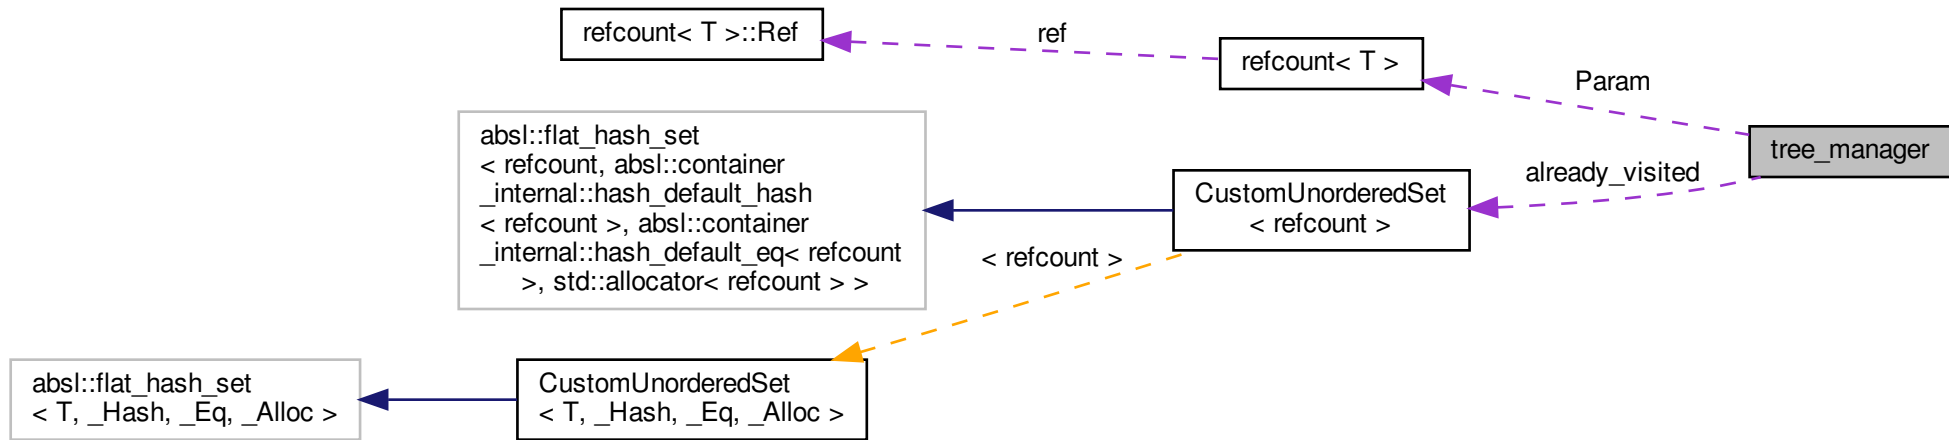 refcount< T >::Ref
ref
refcount< T >
Param
tree_manager
already_visited
absl::flat_hash_set
< refcount, absl::container
_internal::hash_default_hash
< refcount >, absl::container
_internal::hash_default_eq< refcount
>, std::allocator< refcount > >
CustomUnorderedSet
< refcount >
< refcount >
absl::flat_hash_set
< T, _Hash, _Eq, _Alloc >
CustomUnorderedSet
< T, _Hash, _Eq, _Alloc >